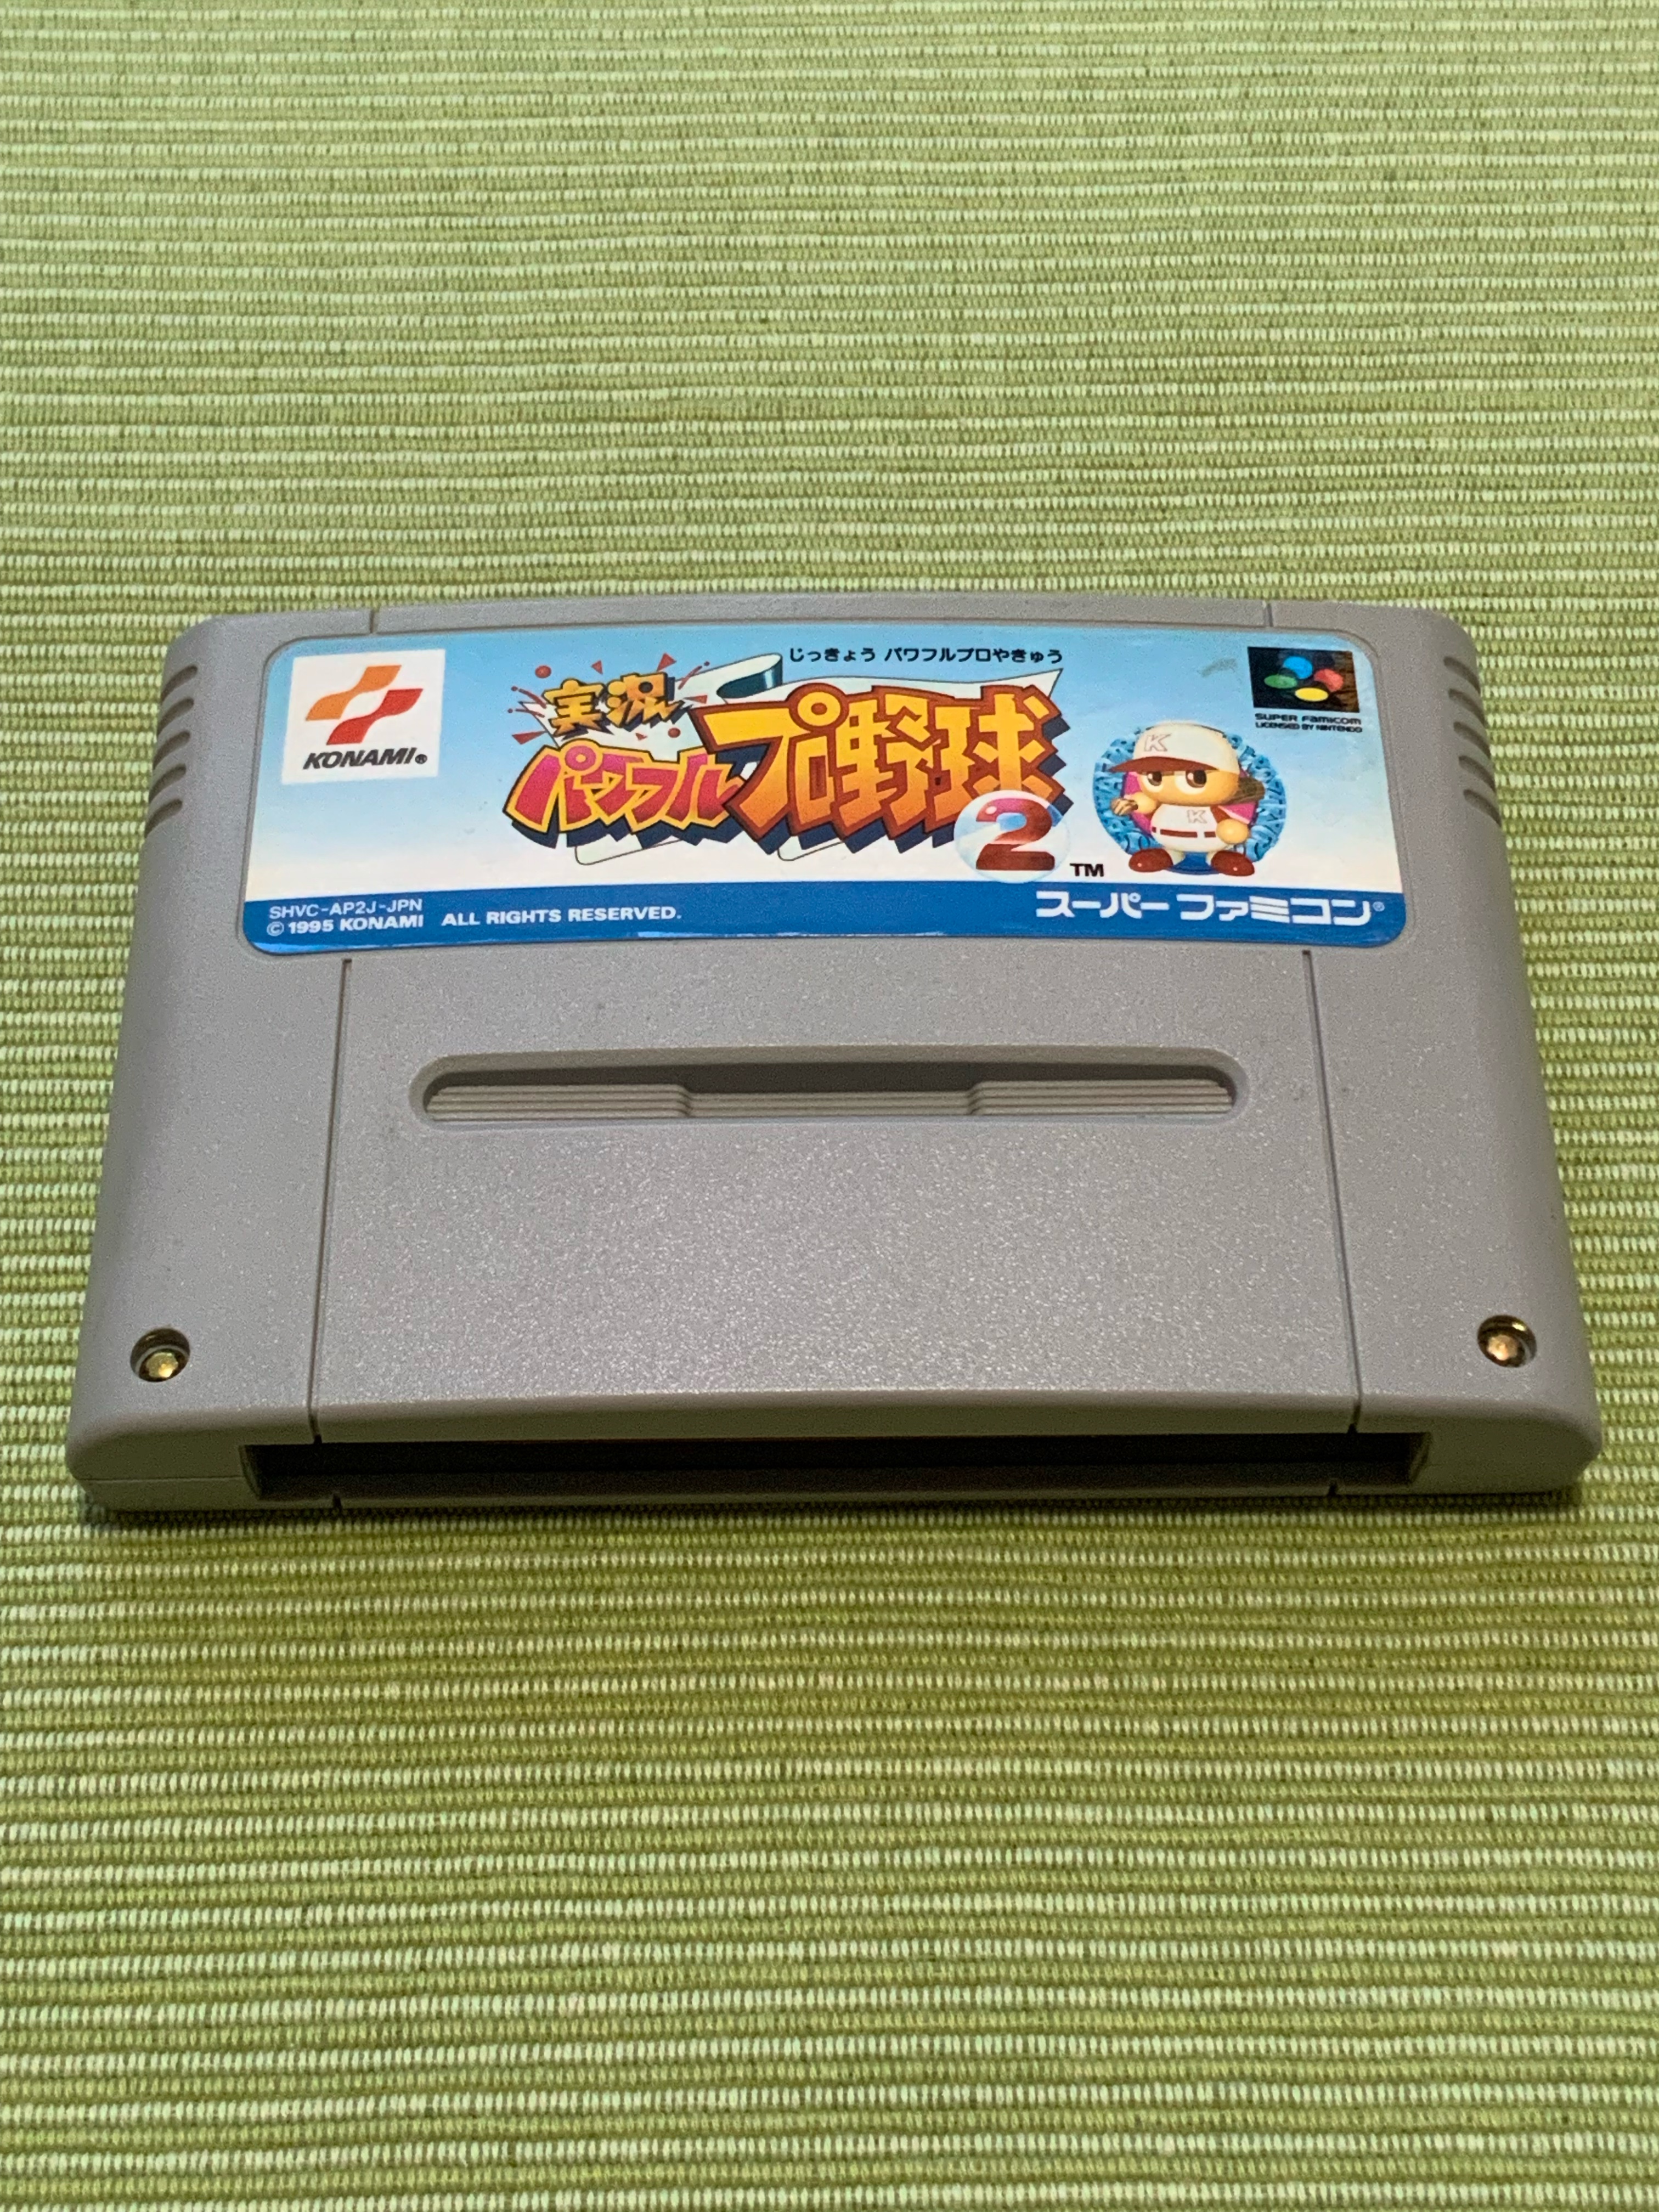 じっきょう パワフルプロやきゅう
KONAMI®
実況
パワフルプロ野球
2
TM
SUPER FAMICOM
LICENSED BY NINTENDO
K
K
SHVC-AP2J-JPN
© 1995 KONAMI ALL RIGHTS RESERVED.
スーパーファミコン®